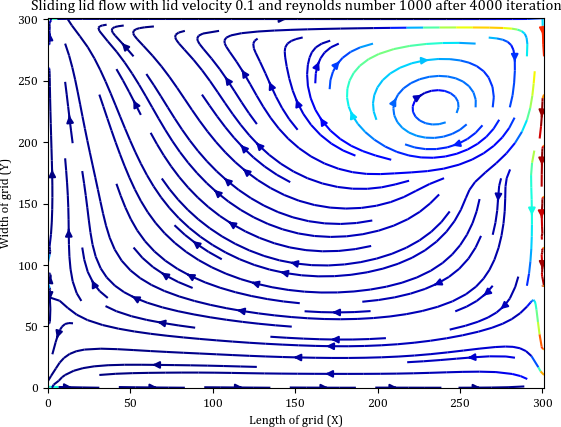 Sliding lid flow with lid velocity 0.1 and reynolds number 1000 after 4000 iteration
300
250
200
150
100
50
0
Width of grid (Y)
0 50 100 150 200 250 300
Length of grid (X)